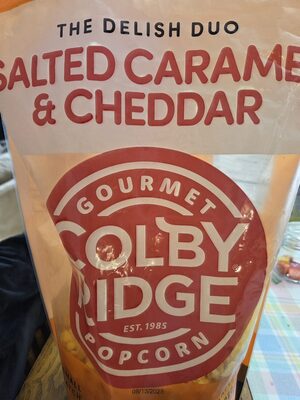 THE DELISH DUO
SALTED CARAME
& CHEDDAR
GOURMET
COLBY
RIDGE
EST. 1985
POPCORN